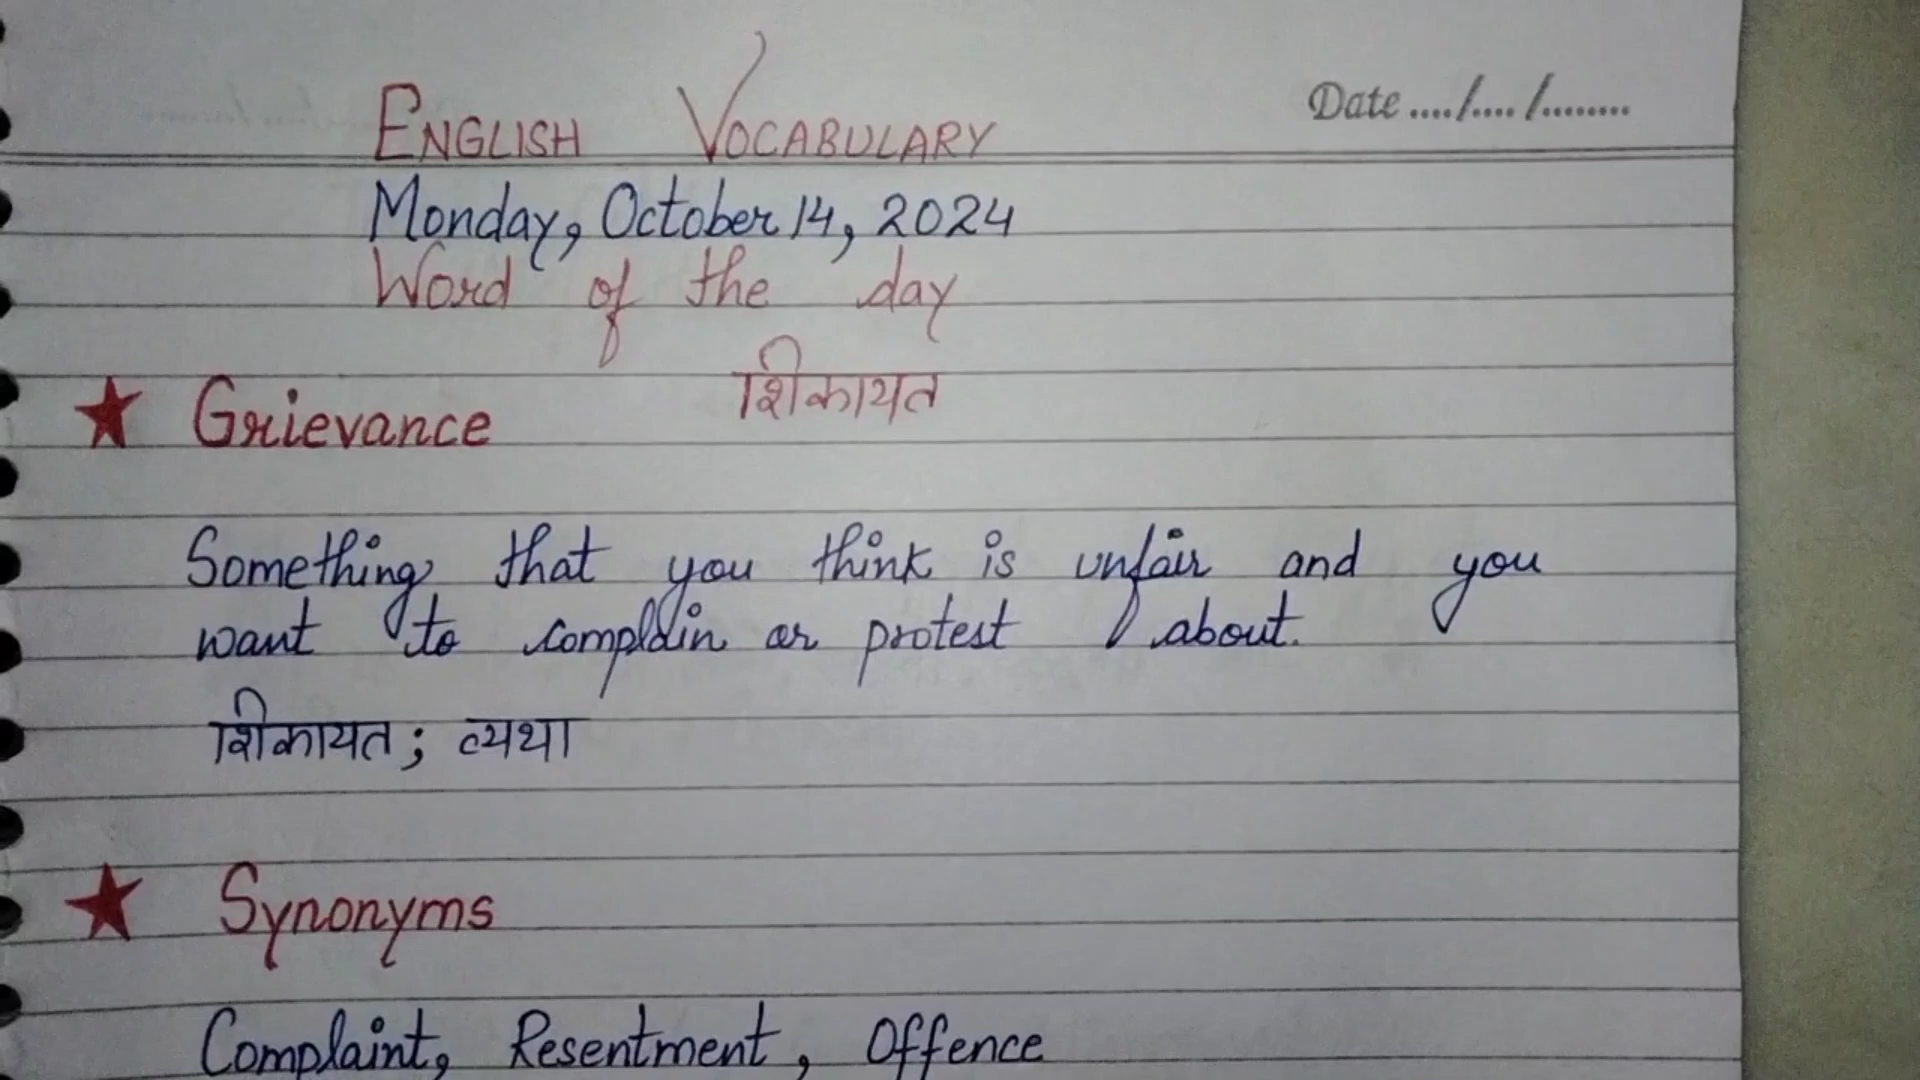 Date ..../..../........
ENGLISH VOCABULARY
Monday, October 14, 2024
Word of the day
शिकायत
★ Grievance
Something that you think is unfair and you
want to complain or protest about.
शिकायत ; व्यथा
★ Synonyms
Complaint, Resentment, Offence